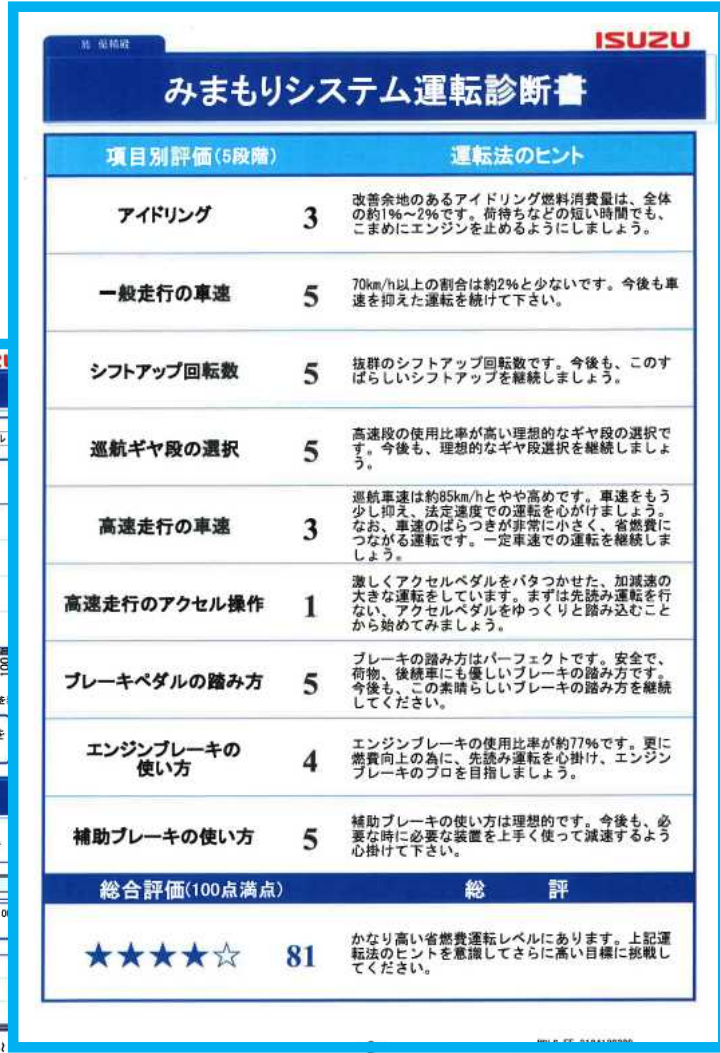 ISUZU
みまもりシステム運転診断書
項目別評価(5段階)
運転法のヒント
アイドリング
3
改善余地のあるアイドリング燃料消費量は、全体
の約1%~2%です。荷待ちなどの短い時間でも、
こまめにエンジンを止めるようにしましょう。
一般走行の車速
5
70km/h以上の割合は約2%と少ないです。今後も車
速を抑えた運転を続けて下さい。
シフトアップ回転数
5
抜群のシフトアップ回転数です。今後も、このす
ばらしいシフトアップを継続しましょう。
巡航ギヤ段の選択
5
高速段の使用比率が高い理想的なギヤ段の選択で
す。今後も、理想的なギヤ段選択を継続しましょ
う。
高速走行の車速
3
巡航車速は約85km/hとやや高めです。車速をもう
少し抑え、法定速度での運転を心がけましょう。
なお、車速のばらつきが非常に小さく、省燃費に
つながる運転です。一定車速での運転を継続しま
しょう。
高速走行のアクセル操作
1
激しくアクセルペダルをバタつかせた、加減速の
大きな運転をしています。まずは先読み運転を行
ない、アクセルペダルをゆっくりと踏み込むこと
から始めてみましょう。
ブレーキペダルの踏み方
5
ブレーキの踏み方はパーフェクトです。安全で、
荷物、後続車にも優しいブレーキの踏み方です。
今後も、この素晴らしいブレーキの踏み方を継続
してください。
エンジンブレーキの
使い方
4
エンジンブレーキの使用比率が約77%です。更に
燃費向上の為に、先読み運転を心掛け、エンジン
ブレーキのプロを目指しましょう。
補助ブレーキの使い方
5
補助ブレーキの使い方は理想的です。今後も、必
要な時に必要な装置を上手く使って減速するよう
心掛けて下さい。
総合評価(100点満点)
総 評
★★★★☆
81
かなり高い省燃費運転レベルにあります。上記運
転法のヒントを意識してさらに高い目標に挑戦し
てください。